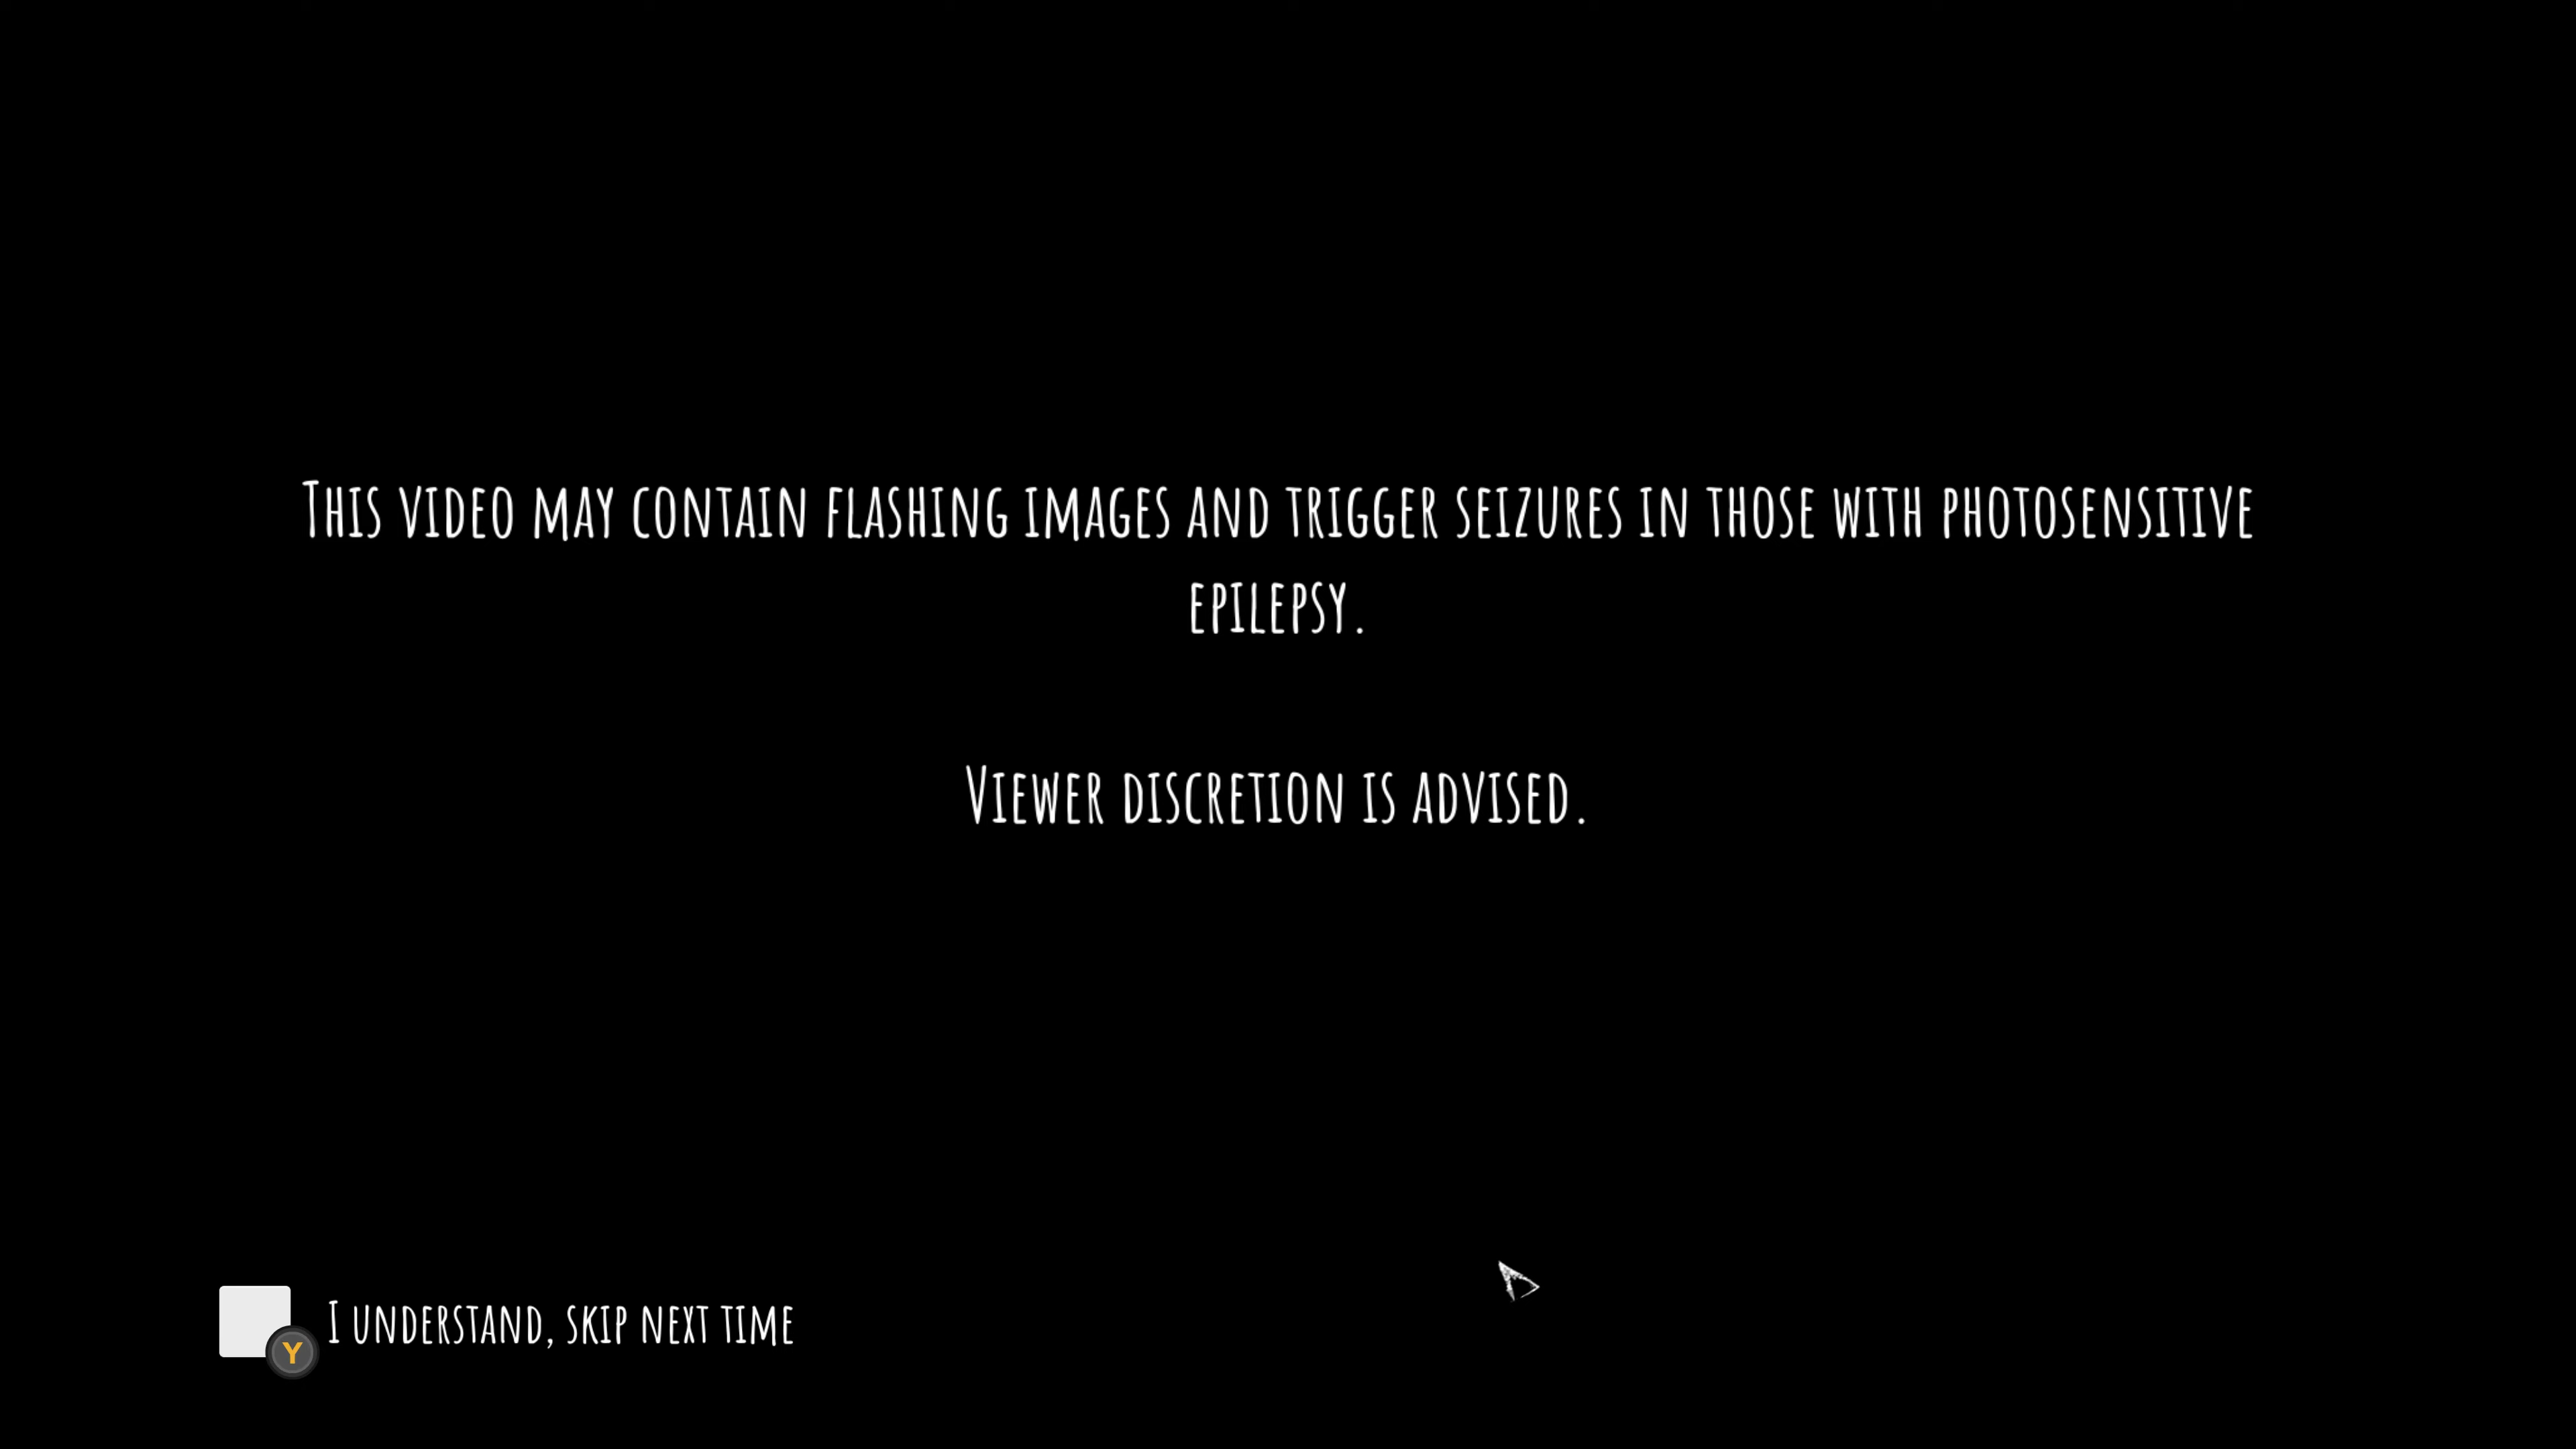 This video may contain flashing images and trigger seizures in those with photosensitive
epilepsy.
Viewer discretion is advised.
I understand, skip next time
Y